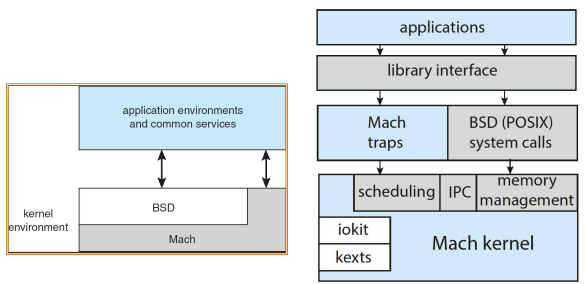 application environments
and common services
kernel
environment
BSD
Mach
applications
library interface
Mach
traps
BSD (POSIX)
system calls
scheduling
IPC
memory
management
iokit
kexts
Mach kernel